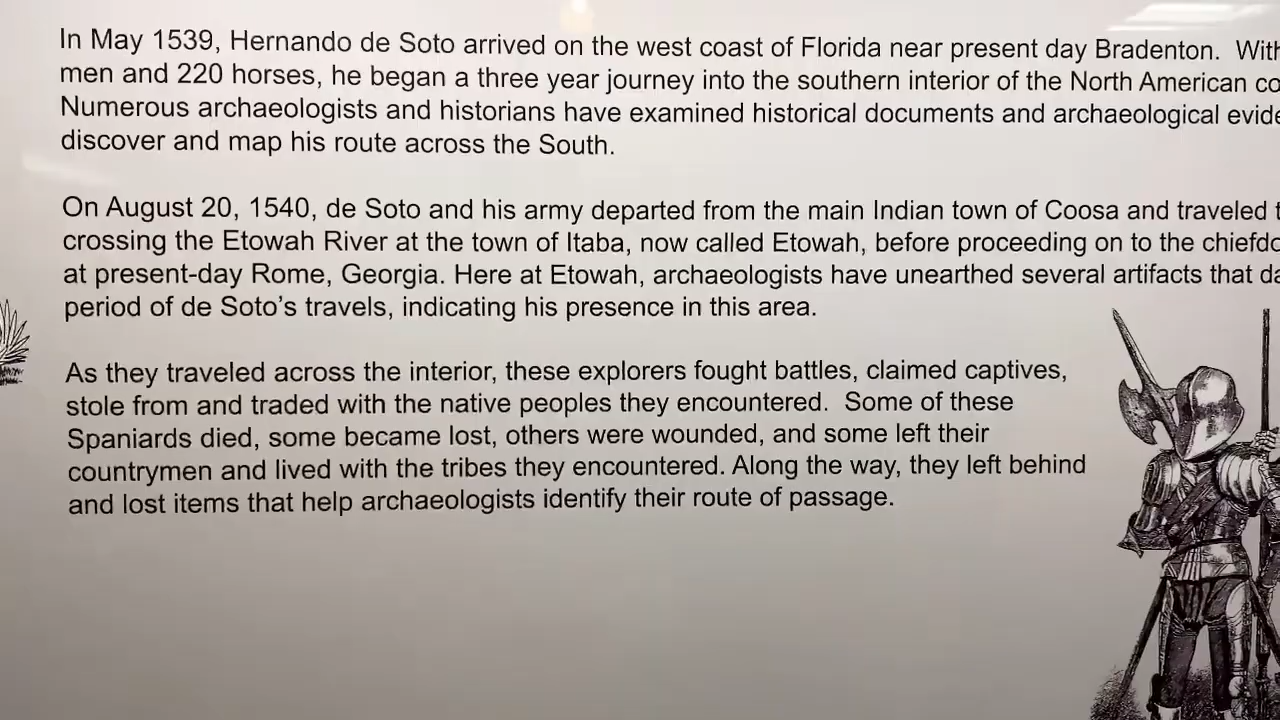 In May 1539, Hernando de Soto arrived on the west coast of Florida near present day Bradenton. With
men and 220 horses, he began a three year journey into the southern interior of the North American
Numerous archaeologists and historians have examined historical documents and archaeological
discover and map his route across the South.
On August 20, 1540, de Soto and his army departed from the main Indian town of Coosa and traveled
crossing the Etowah River at the town of Itaba, now called Etowah, before proceeding on to the
at present-day Rome, Georgia. Here at Etowah, archaeologists have unearthed several artifacts that
period of de Soto's travels, indicating his presence in this area.
As they traveled across the interior, these explorers fought battles, claimed captives,
stole from and traded with the native peoples they encountered. Some of these
Spaniards died, some became lost, others were wounded, and some left their
countrymen and lived with the tribes they encountered. Along the way, they left behind
and lost items that help archaeologists identify their route of passage.